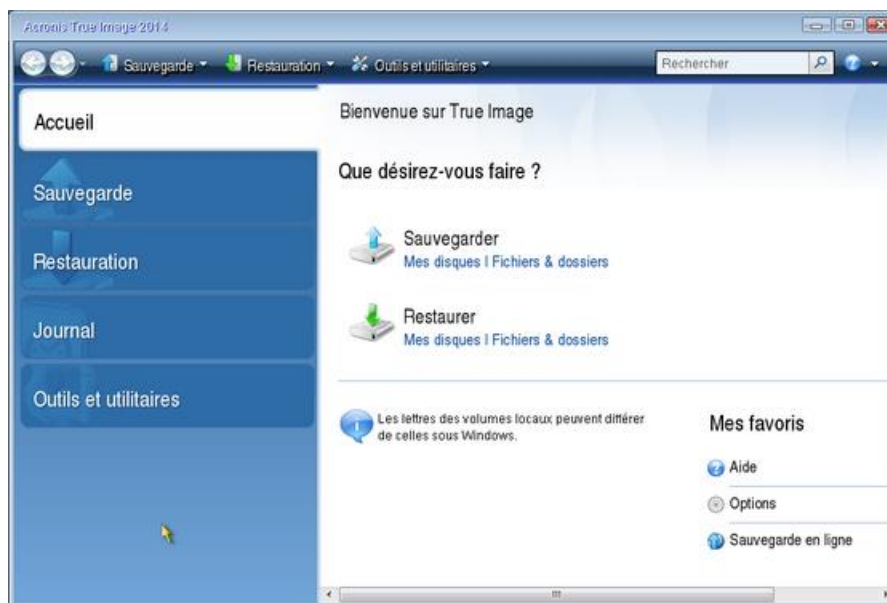 Acronis True Image 2014
Sauvegarde Restauration Outils et utilitaires Rechercher
Accueil
Sauvegarde
Restauration
Journal
Outils et utilitaires
Bienvenue sur True Image
Que désirez-vous faire ?
Sauvegarder
Mes disques | Fichiers & dossiers
Restaurer
Mes disques | Fichiers & dossiers
Les lettres des volumes locaux peuvent différer
de celles sous Windows.
Mes favoris
Aide
Options
Sauvegarde en ligne